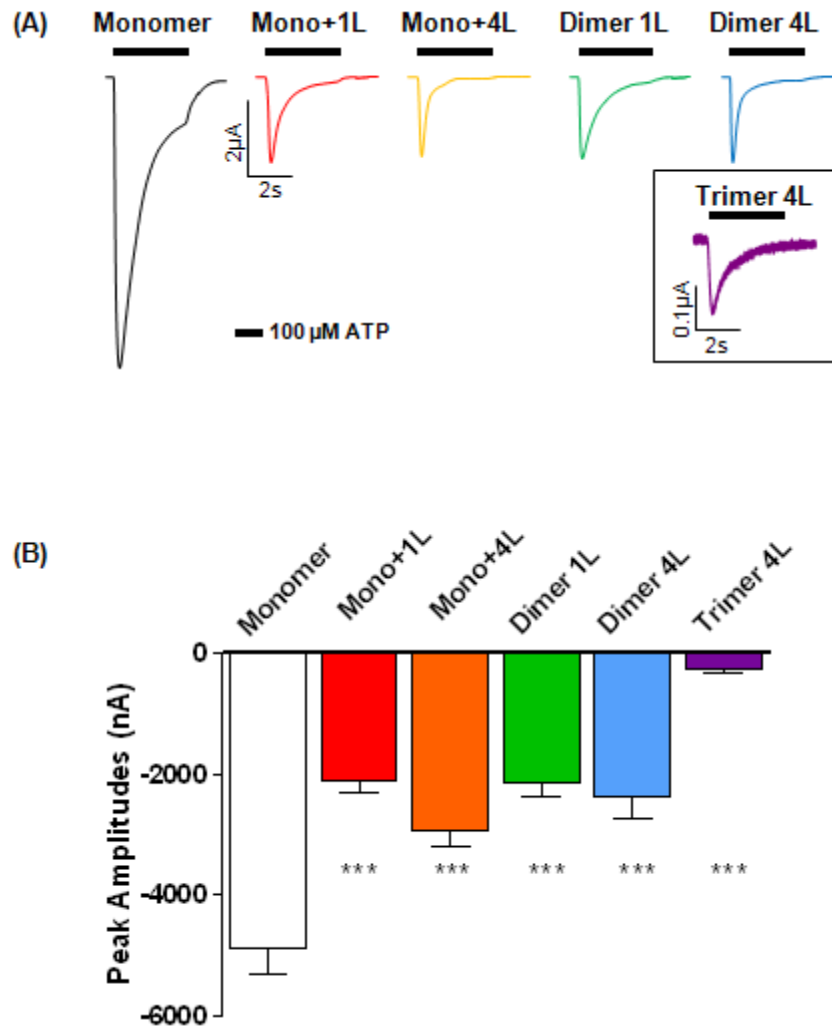 (A)
Monomer Mono+1L Mono+4L Dimer 1L Dimer 4L
2µA
2s
Trimer 4L
0.1µA
2s
100 µM ATP
(B)
Monomer Mono+1L Mono+4L Dimer 1L Dimer 4L Trimer 4L
Peak Amplitudes (nA)
0
-2000
*** *** *** *** ***
-4000
-6000